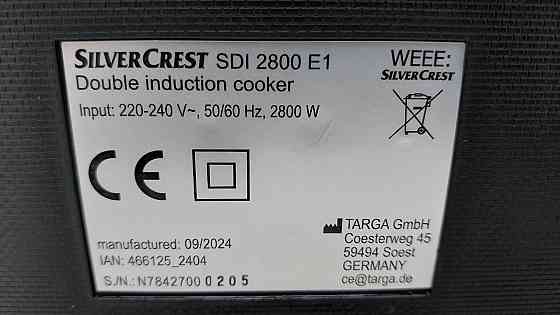 SILVERCREST SDI 2800 E1
Double induction cooker
Input: 220-240 V~, 50/60 Hz, 2800 W
WEEE:
SILVERCREST
CE
manufactured: 09/2024
IAN: 466125_2404
S./N.: N7842700 0205
TARGA GmbH
Coesterweg 45
59494 Soest
GERMANY
ce@targa.de